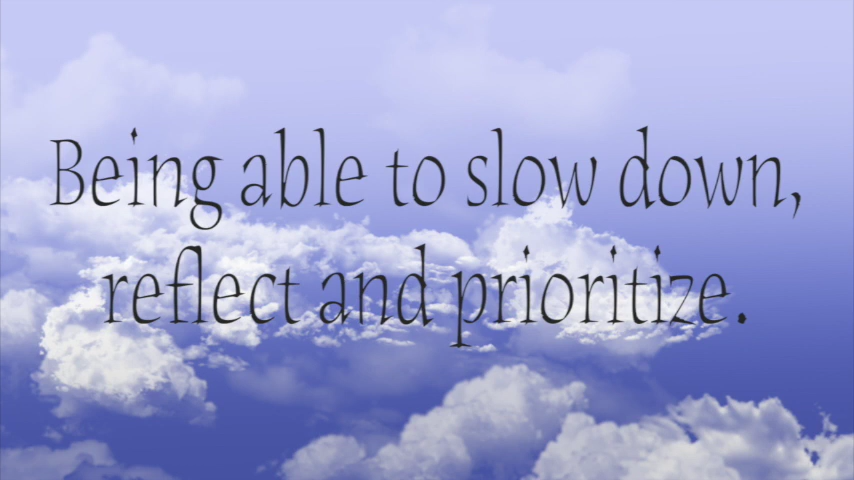 Being able to slow down,
reflect and prioritize.